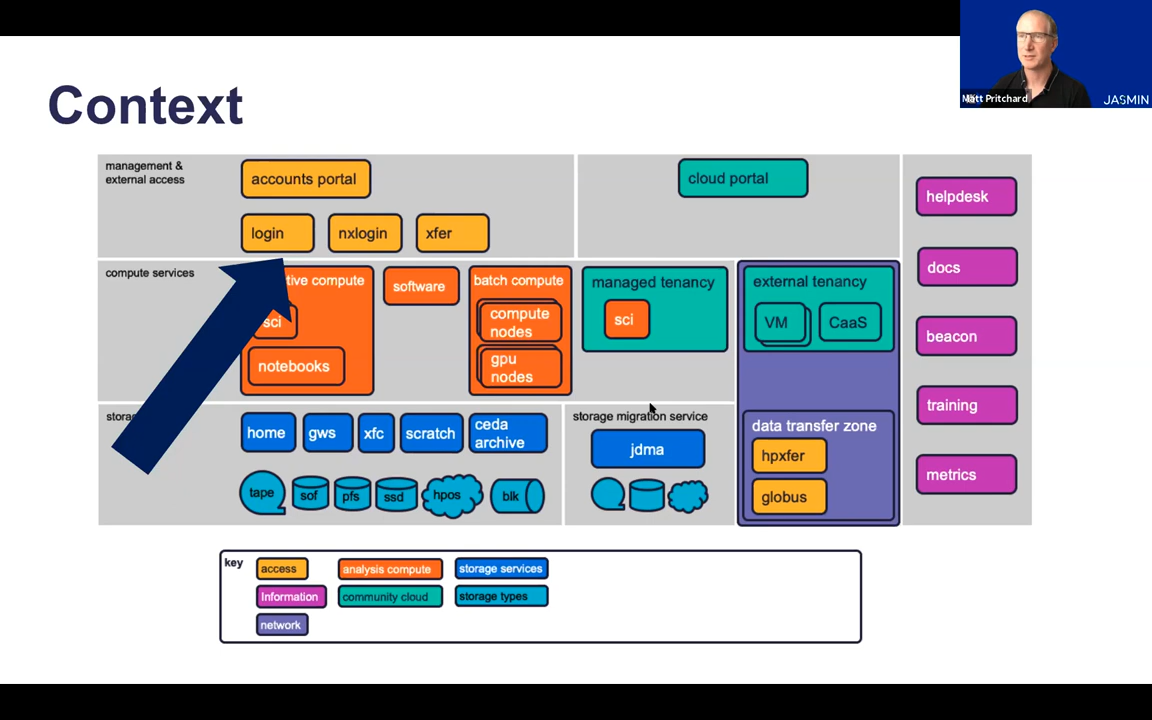 Context
Matt Pritchard
JASMIN
management &
external access
accounts portal
login
nxlogin
xfer
cloud portal
compute services
tive compute
sci
notebooks
software
batch compute
compute
nodes
gpu
nodes
managed tenancy
sci
external tenancy
VM
CaaS
storag
home
gws
xfc
scratch
ceda
archive
tape
sof
pfs
ssd
hpos
blk
storage migration service
jdma
data transfer zone
hpxfer
globus
helpdesk
docs
beacon
training
metrics
key
access
analysis compute
storage services
Information
community cloud
storage types
network